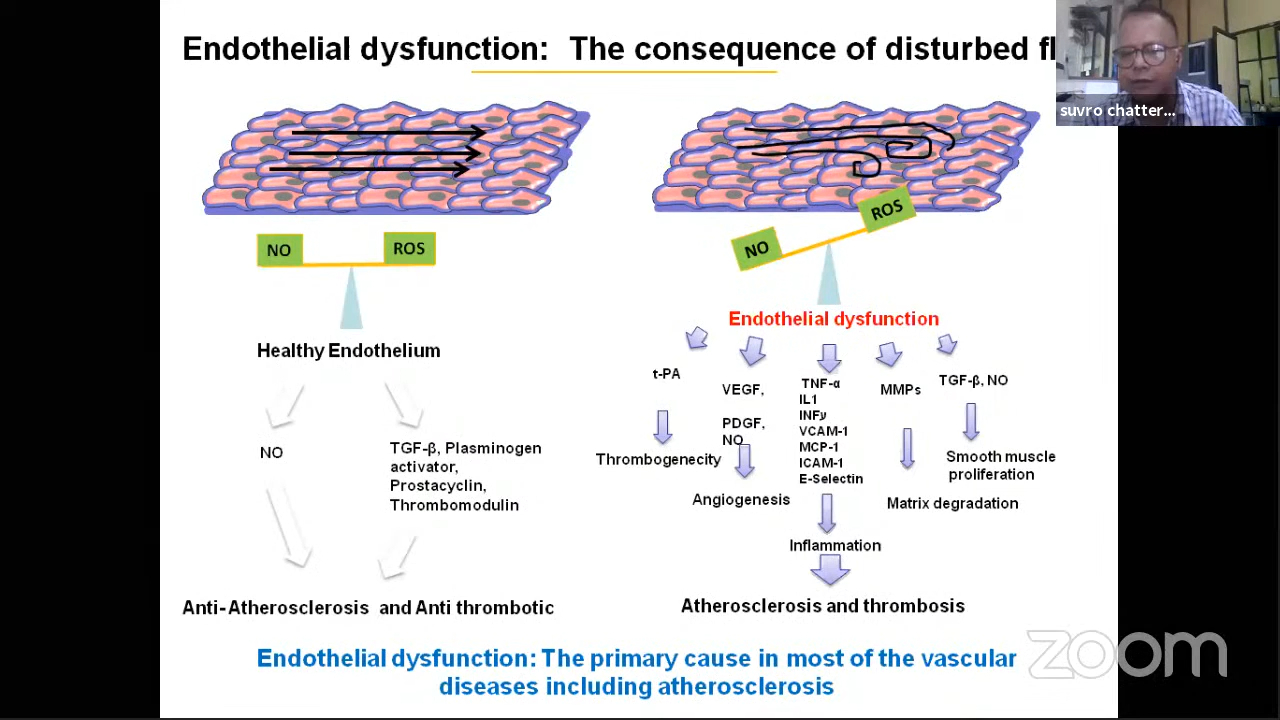 Endothelial dysfunction: The consequence of disturbed fl
suvro chatter...
NO
ROS
NO
ROS
Healthy Endothelium
NO
TGF-β, Plasminogen
activator,
Prostacyclin,
Thrombomodulin
Anti-Atherosclerosis and Anti thrombotic
Endothelial dysfunction
t-PA
Thrombogenecity
VEGF,
PDGF,
NO
Angiogenesis
TNF-α
IL1
INFγ
VCAM-1
MCP-1
ICAM-1
E-Selectin
Inflammation
MMPs
Matrix degradation
TGF-β, NO
Smooth muscle
proliferation
Atherosclerosis and thrombosis
Endothelial dysfunction: The primary cause in most of the vascular
diseases including atherosclerosis
zoom